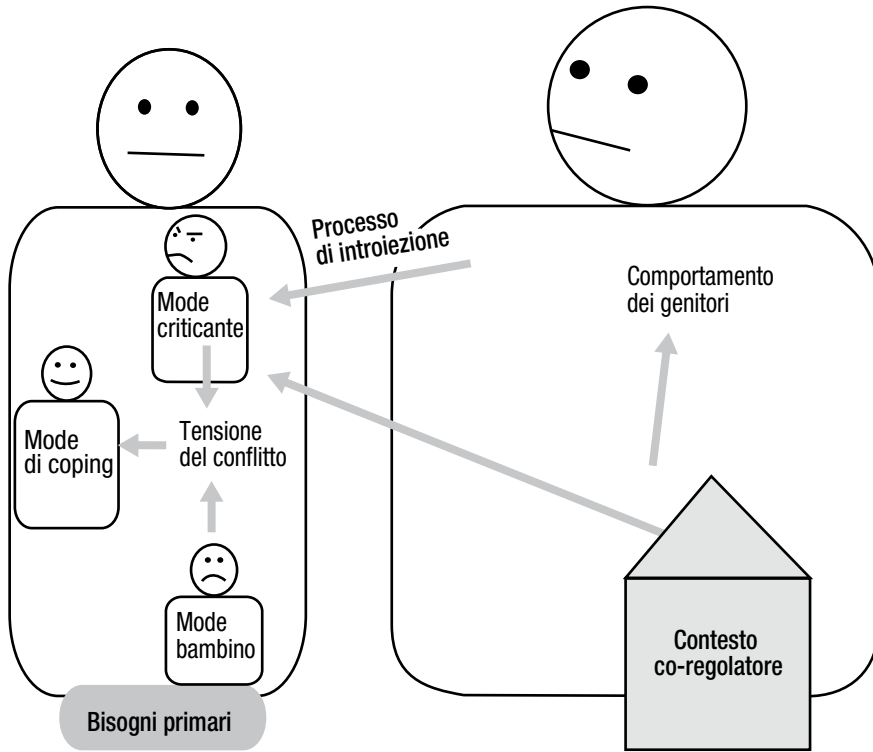 Processo
di introiezione
Comportamento
dei genitori
Mode
criticante
Mode
di coping
Tensione
del conflitto
Mode
bambino
Contesto
co-regolatore
Bisogni primari